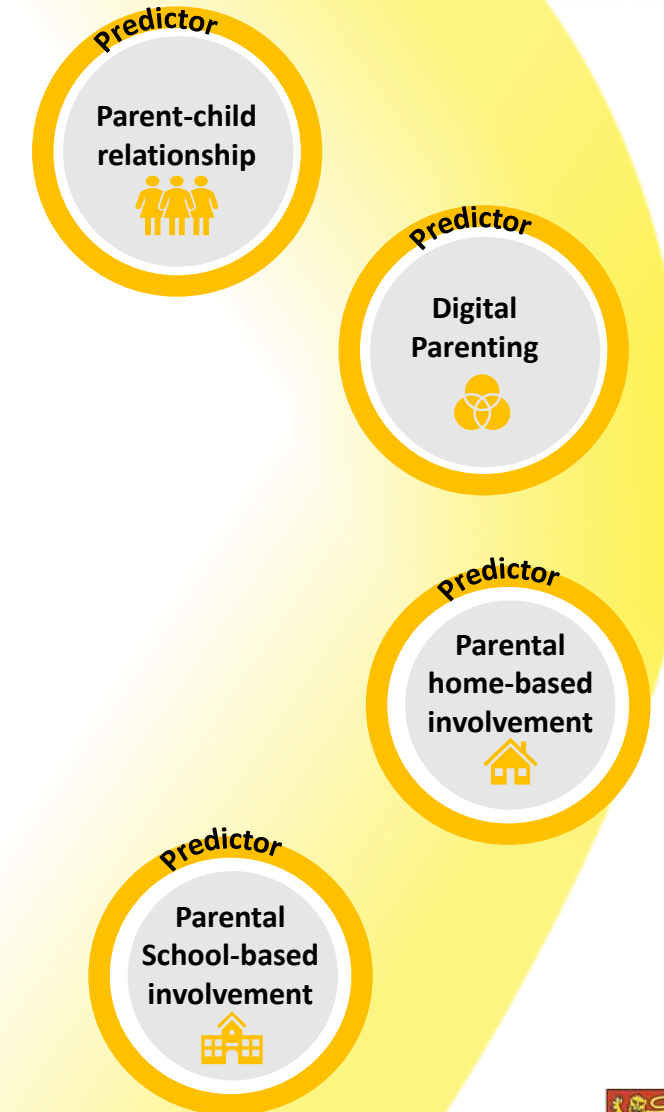 Predictor
Parent-child
relationship
Predictor
Digital
Parenting
Predictor
Parental
home-based
involvement
Predictor
Parental
School-based
involvement